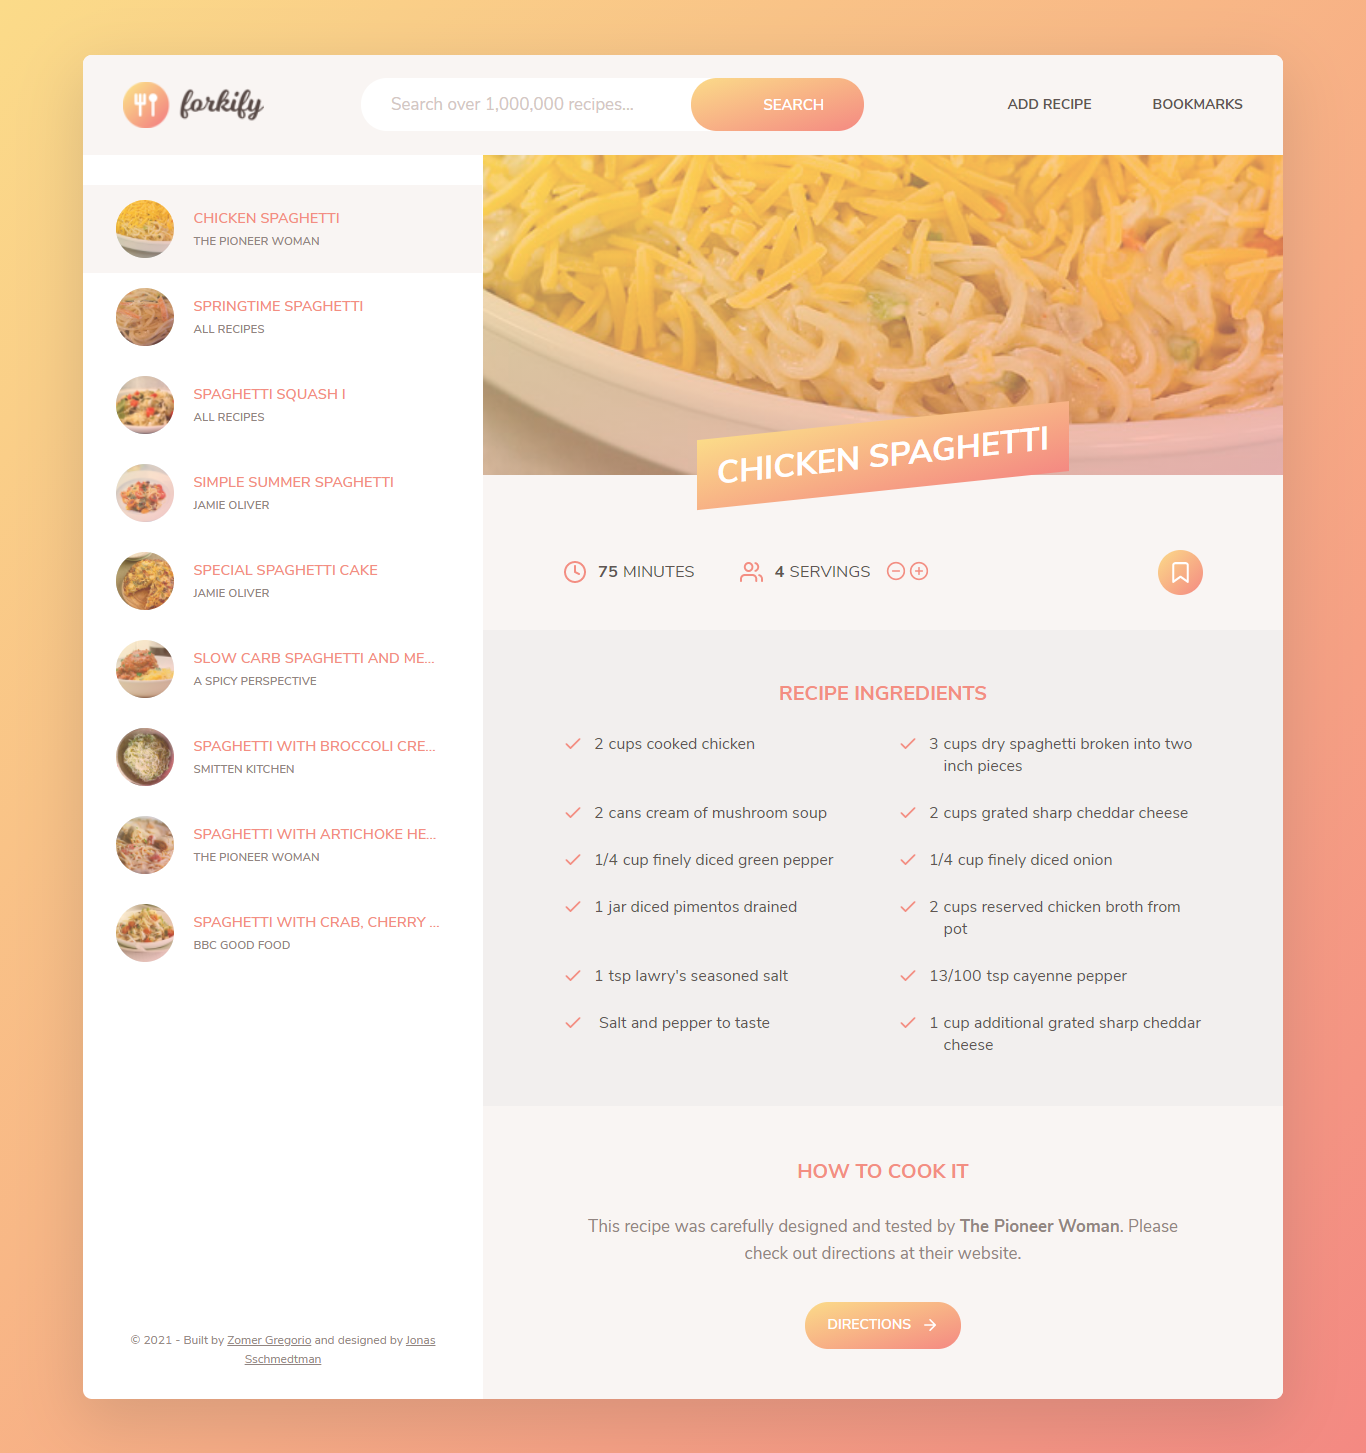 forkify
Search over 1,000,000 recipes...
SEARCH
ADD RECIPE
BOOKMARKS
CHICKEN SPAGHETTI
THE PIONEER WOMAN
SPRINGTIME SPAGHETTI
ALL RECIPES
SPAGHETTI SQUASH I
ALL RECIPES
SIMPLE SUMMER SPAGHETTI
JAMIE OLIVER
SPECIAL SPAGHETTI CAKE
JAMIE OLIVER
SLOW CARB SPAGHETTI AND ME...
A SPICY PERSPECTIVE
SPAGHETTI WITH BROCCOLI CRE...
SMITTEN KITCHEN
SPAGHETTI WITH ARTICHOKE HE...
THE PIONEER WOMAN
SPAGHETTI WITH CRAB, CHERRY ...
BBC GOOD FOOD
© 2021 - Built by Zomer Gregorio and designed by Jonas
Sschmedtman
CHICKEN SPAGHETTI
75 MINUTES
4 SERVINGS
RECIPE INGREDIENTS
2 cups cooked chicken
3 cups dry spaghetti broken into two
inch pieces
2 cans cream of mushroom soup
2 cups grated sharp cheddar cheese
1/4 cup finely diced green pepper
1/4 cup finely diced onion
1 jar diced pimentos drained
2 cups reserved chicken broth from
pot
1 tsp lawry's seasoned salt
13/100 tsp cayenne pepper
Salt and pepper to taste
1 cup additional grated sharp cheddar
cheese
HOW TO COOK IT
This recipe was carefully designed and tested by The Pioneer Woman. Please
check out directions at their website.
DIRECTIONS